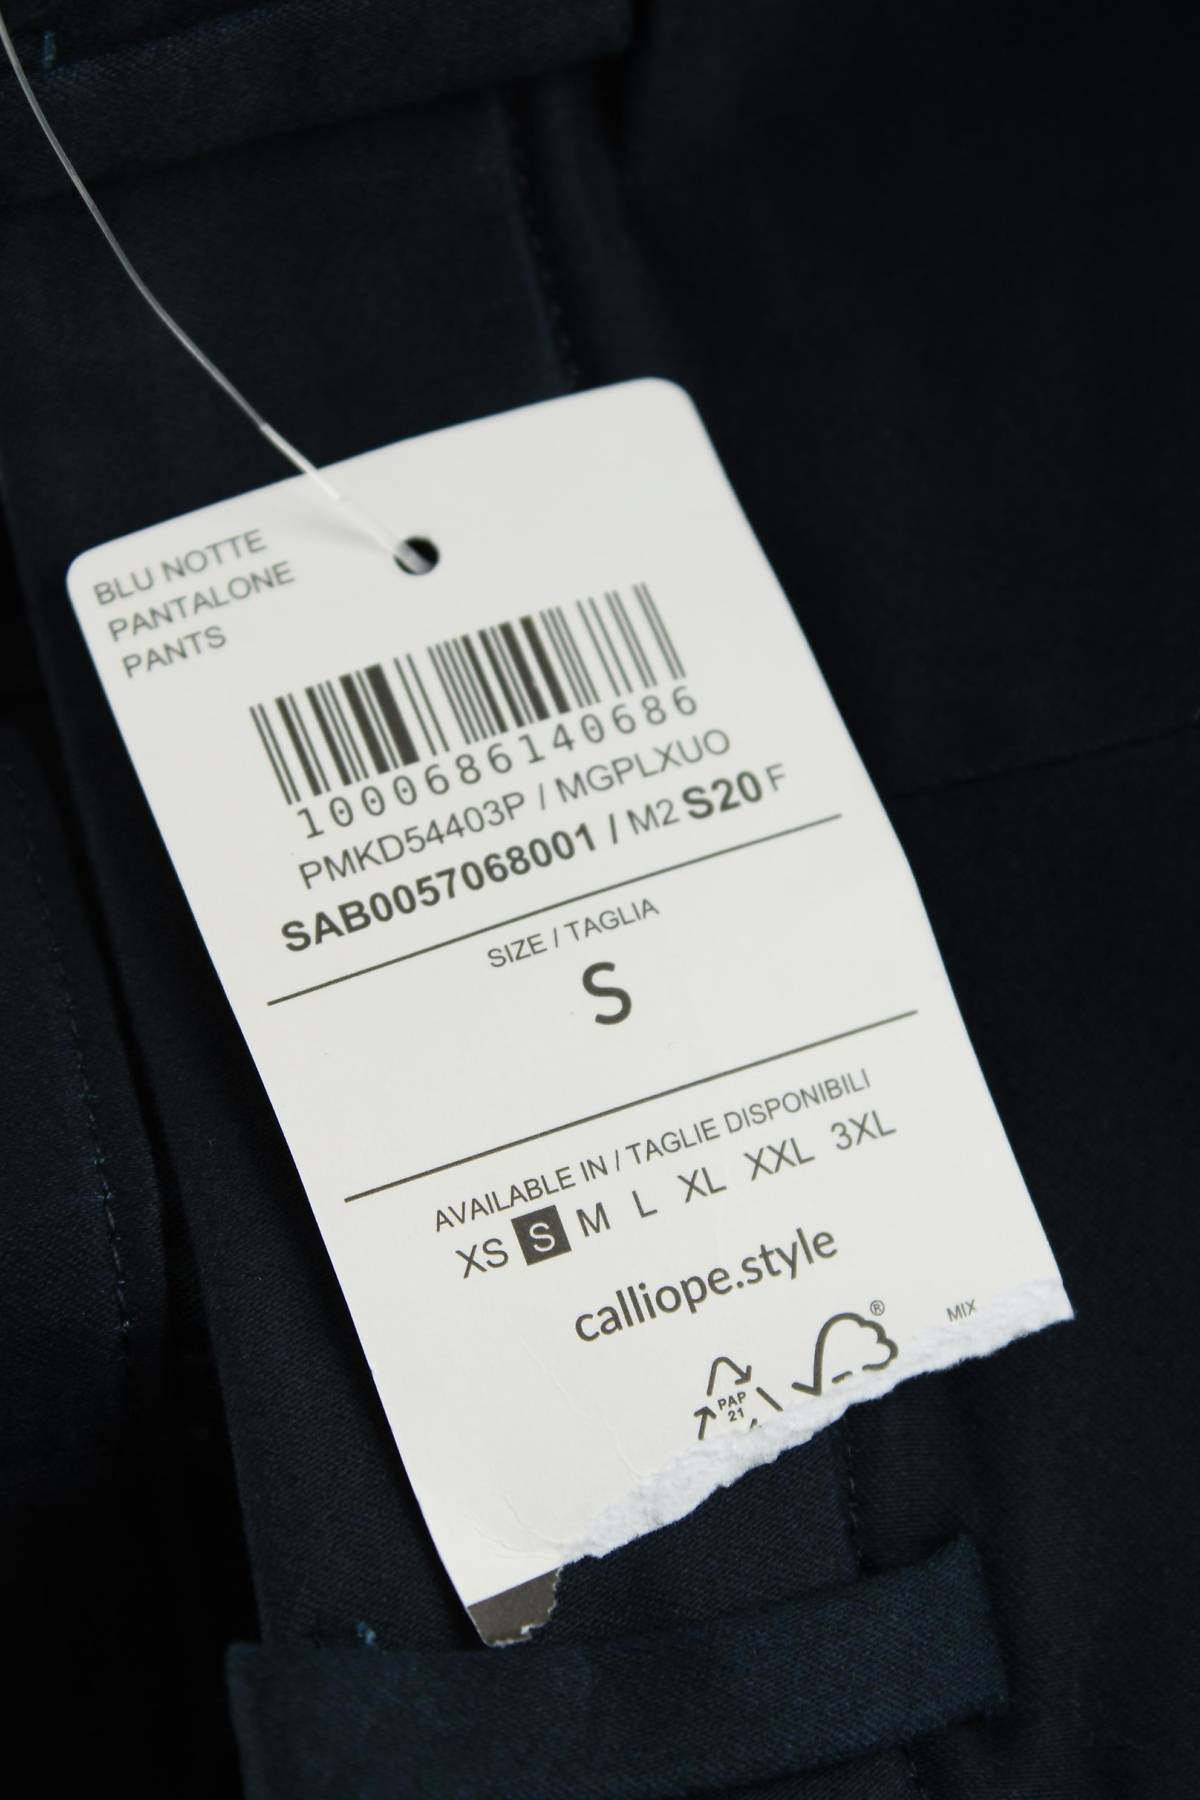 BLU NOTTE
PANTALONE
PANTS
1000686140686
PMKD54403P / MGPLXUO
SAB0057068001 / M2 S20 F
SIZE / TAGLIA
S
AVAILABLE IN / TAGLIE DISPONIBILI
XS S M L XL XXL 3XL
calliope.style
®
MIX
PAP
21